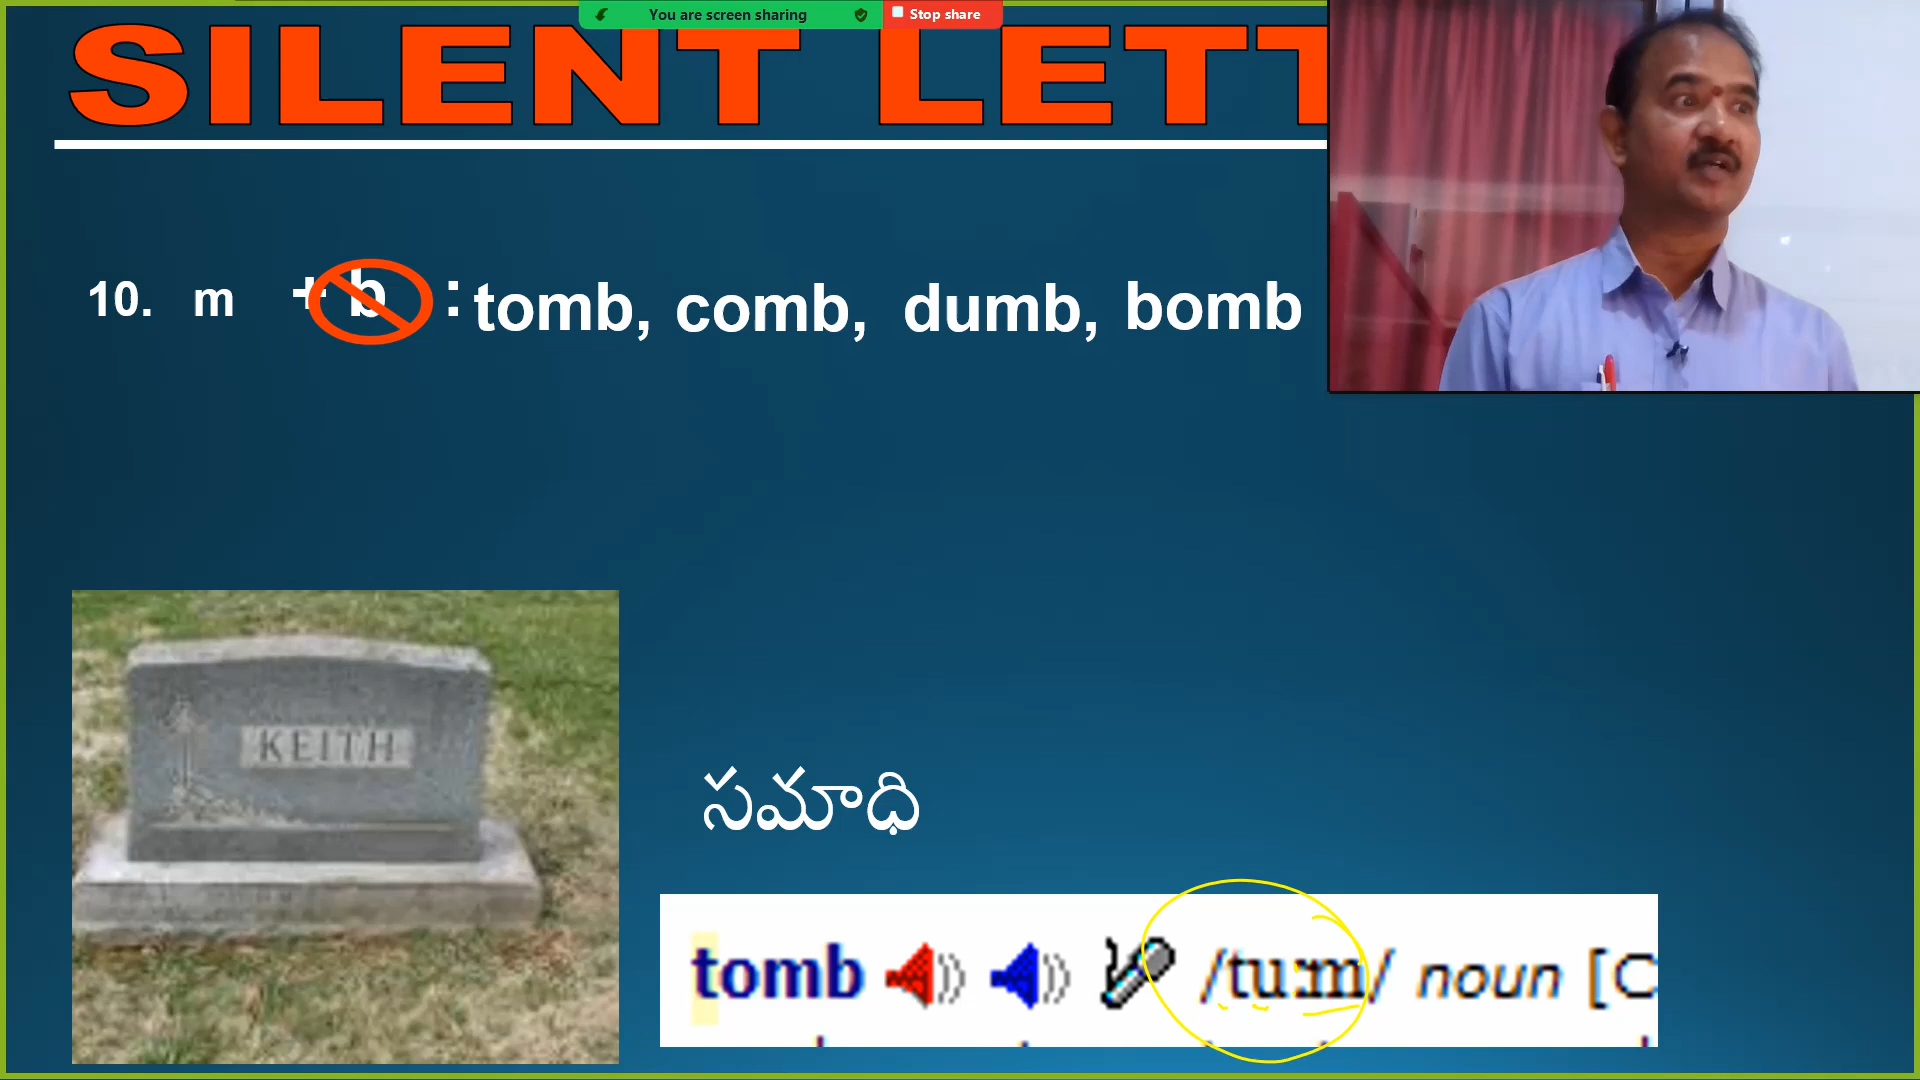 You are screen sharing Stop share
SILENT LETT
10. m + b : tomb, comb, dumb, bomb
KEITH
సమాధి
tomb /tuːm/ noun [C